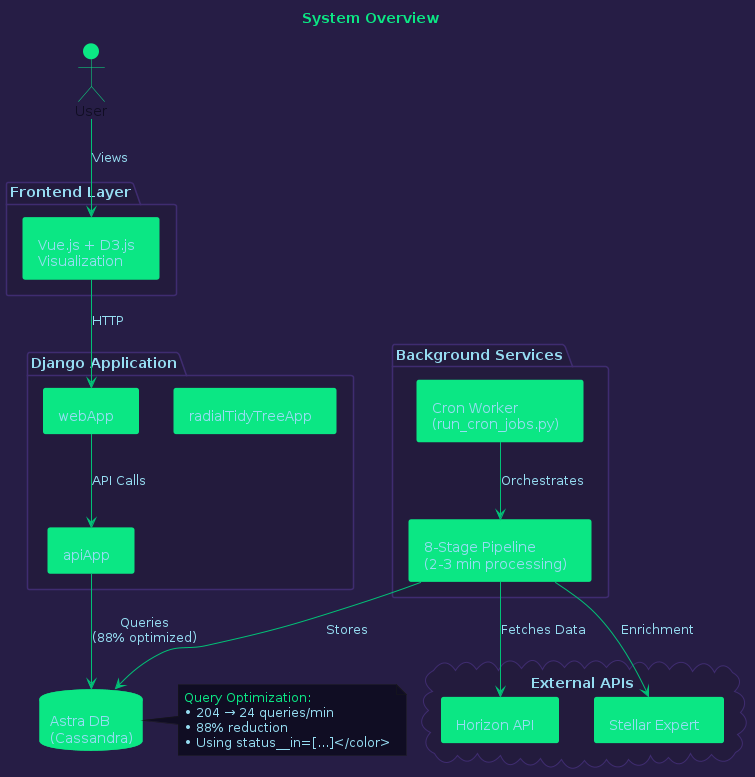 System Overview
User
Views
Frontend Layer
Vue.js + D3.js
Visualization
HTTP
Django Application
webApp
radialTidyTreeApp
API Calls
apiApp
Background Services
Cron Worker
(run_cron_jobs.py)
Orchestrates
8-Stage Pipeline
(2-3 min processing)
Queries
(88% optimized)
Stores
Fetches Data
Enrichment
Astra DB
(Cassandra)
Query Optimization:
• 204 → 24 queries/min
• 88% reduction
• Using status__in=[...]</color>
External APIs
Horizon API
Stellar Expert